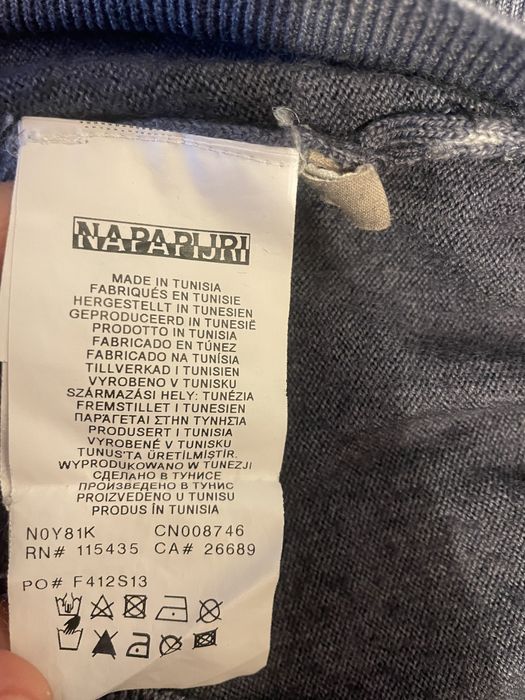 NAPAPIJRI
MADE IN TUNISIA
FABRIQUÉS EN TUNISIE
HERGESTELLT IN TUNESIEN
GEPRODUCEERD IN TUNESIË
PRODOTTO IN TUNISIA
FABRICADO EN TÚNEZ
FABRICADO NA TUNÍSIA
TILLVERKAD I TUNISIEN
VYROBENO V TUNISKU
SZÁRMAZÁSI HELY: TUNÉZIA
FREMSTILLET I TUNESIEN
ΠΑΡΑΓΕΤΑΙ ΣΤΗΝ ΤΥΝΗΣΙΑ
PRODUSERT I TUNISIA
VYROBENÉ V TUNISKU
TUNUS'TA ÜRETİLMİŞTİR.
WYPRODUKOWANO W TUNEZJI
СДЕЛАНО В ТУНИСЕ
ПРОИЗВЕДЕНО В ТУНИС
PROIZVEDENO U TUNISU
PRODUS ÎN TUNISIA
N0Y81K CN008746
RN# 115435 CA# 26689
PO# F412S13